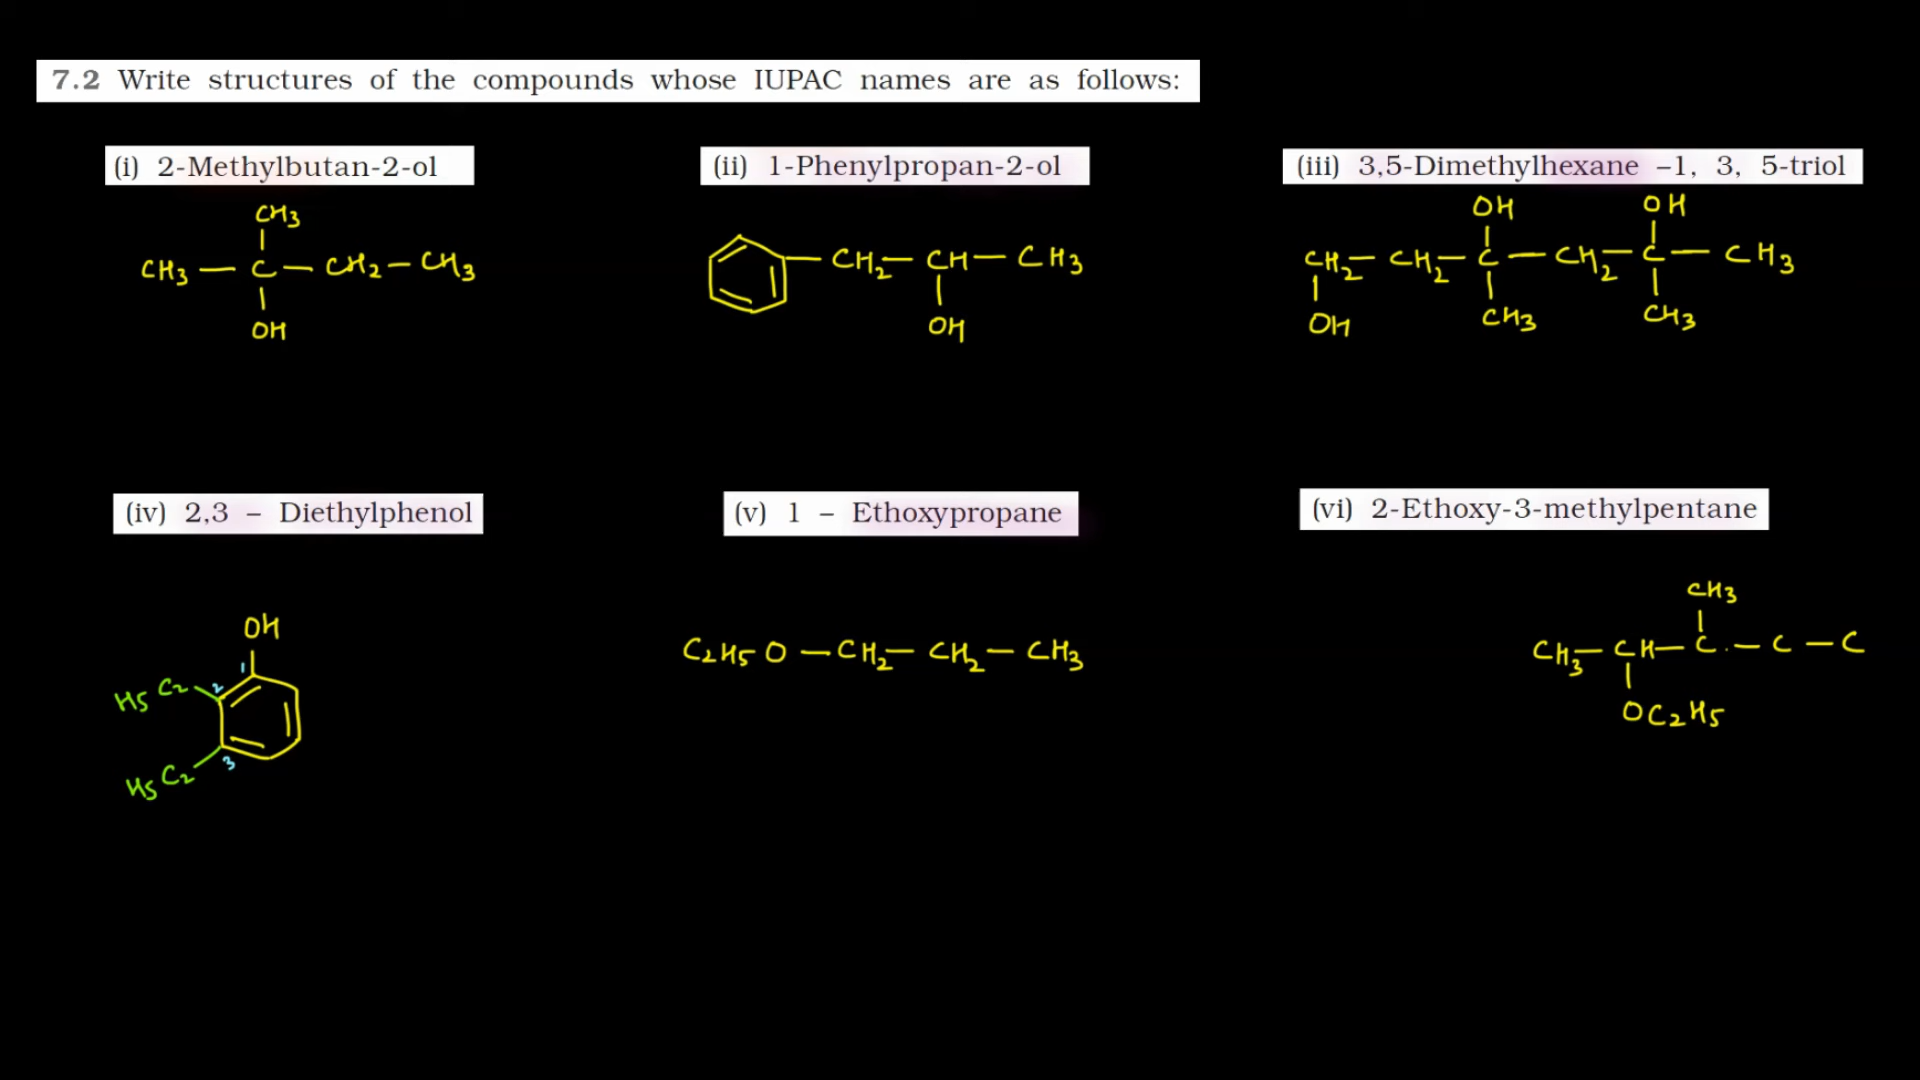 7.2 Write structures of the compounds whose IUPAC names are as follows:
(i) 2-Methylbutan-2-ol
CH3
CH3 — C — CH2 — CH3
OH
(ii) 1-Phenylpropan-2-ol
— CH2 — CH — CH3
OH
(iii) 3,5-Dimethylhexane –1, 3, 5-triol
OH OH
CH2 — CH2 — C — CH2 — C — CH3
OH CH3 CH3
(iv) 2,3 – Diethylphenol
OH
1
H5C2 2
H5C2 3
(v) 1 – Ethoxypropane
C2H5O — CH2 — CH2 — CH3
(vi) 2-Ethoxy-3-methylpentane
CH3
CH3 — CH — C — C — C
OC2H5